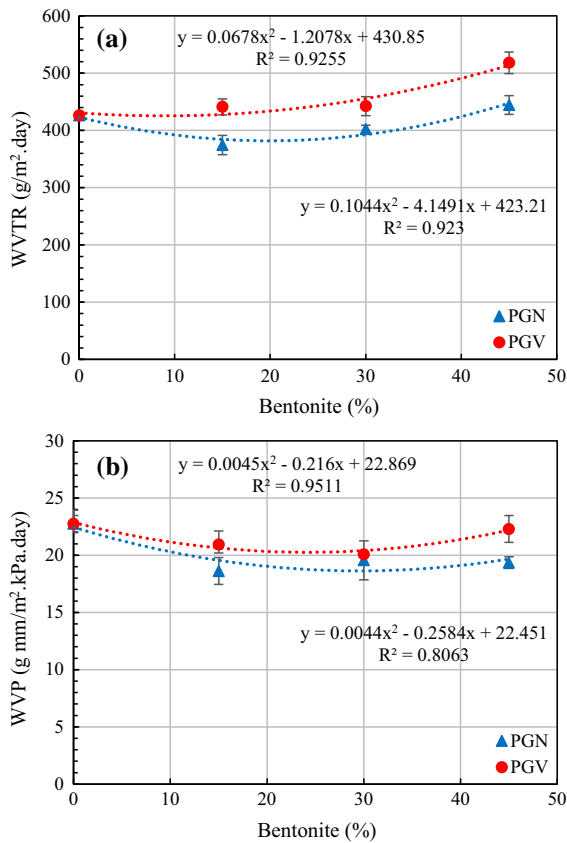 (a)
y = 0.0678x² - 1.2078x + 430.85
R² = 0.9255
600
500
400
300
200
100
0
WVTR (g/m².day)
y = 0.1044x² - 4.1491x + 423.21
R² = 0.923
PGN
PGV
0 10 20 30 40 50
Bentonite (%)
(b)
y = 0.0045x² - 0.216x + 22.869
R² = 0.9511
30
25
20
15
10
5
0
WVP (g mm/m².kPa.day)
y = 0.0044x² - 0.2584x + 22.451
R² = 0.8063
PGN
PGV
0 10 20 30 40 50
Bentonite (%)